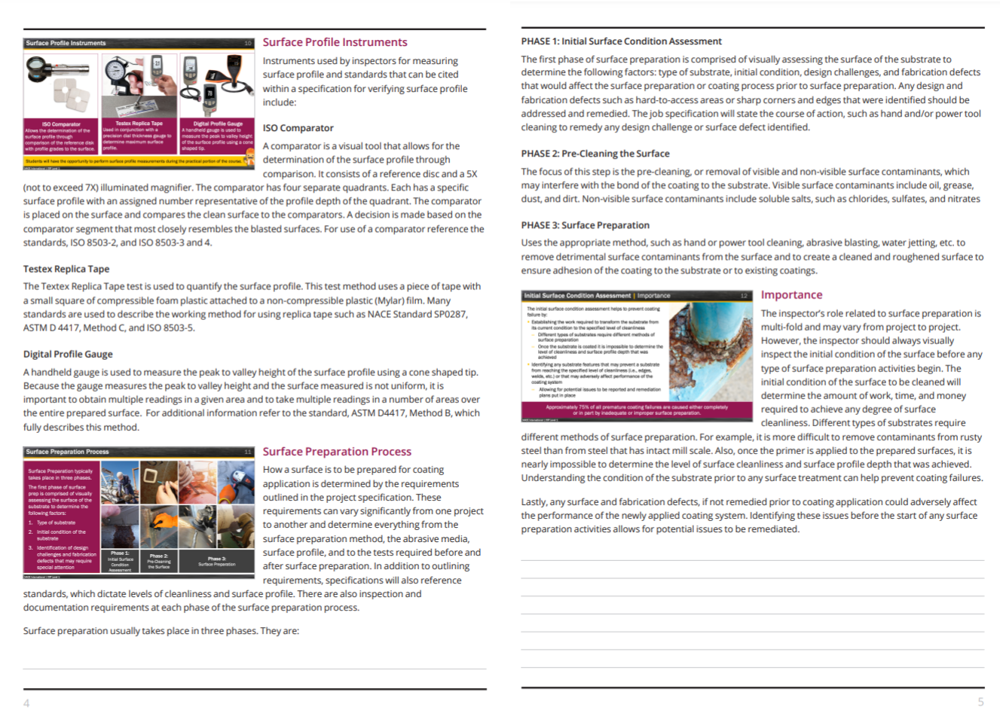 Surface Profile Instruments 10
ISO Comparator
Allows the determination of the
surface profile through
comparison of the reference disk
with profile grades to the surface.
Testex Replica Tape
Used in conjunction with a
precision dial thickness gauge to
determine maximum surface
profile.
Digital Profile Gauge
A handheld gauge is used to
measure the peak to valley height
of the surface profile using a cone
shaped tip.
Students will have the opportunity to perform surface profile measurements during the practical portion of the course.
Surface Profile Instruments
Instruments used by inspectors for measuring
surface profile and standards that can be cited
within a specification for verifying surface profile
include:
ISO Comparator
A comparator is a visual tool that allows for the
determination of the surface profile through
comparison. It consists of a reference disc and a 5X
(not to exceed 7X) illuminated magnifier. The comparator has four separate quadrants. Each has a specific
surface profile with an assigned number representative of the profile depth of the quadrant. The comparator
is placed on the surface and compares the clean surface to the comparators. A decision is made based on the
comparator segment that most closely resembles the blasted surfaces. For use of a comparator reference the
standards, ISO 8503-2, and ISO 8503-3 and 4.
Testex Replica Tape
The Textex Replica Tape test is used to quantify the surface profile. This test method uses a piece of tape with
a small square of compressible foam plastic attached to a non-compressible plastic (Mylar) film. Many
standards are used to describe the working method for using replica tape such as NACE Standard SP0287,
ASTM D 4417, Method C, and ISO 8503-5.
Digital Profile Gauge
A handheld gauge is used to measure the peak to valley height of the surface profile using a cone shaped tip.
Because the gauge measures the peak to valley height and the surface measured is not uniform, it is
important to obtain multiple readings in a given area and to take multiple readings in a number of areas over
the entire prepared surface. For additional information refer to the standard, ASTM D4417, Method B, which
fully describes this method.
Surface Preparation Process 11
Surface Preparation typically
takes place in three phases.
The first phase of surface
prep is comprised of visually
assessing the surface of the
substrate to determine the
following factors:
1. Type of substrate
2. Initial condition of the
substrate
3. Identification of design
challenges and fabrication
defects that may require
special attention
Phase 1:
Initial Surface
Condition
Assessment
Phase 2:
Pre-Cleaning
the Surface
Phase 3:
Surface Preparation
Surface Preparation Process
How a surface is to be prepared for coating
application is determined by the requirements
outlined in the project specification. These
requirements can vary significantly from one project
to another and determine everything from the
surface preparation method, the abrasive media,
surface profile, and to the tests required before and
after surface preparation. In addition to outlining
requirements, specifications will also reference
standards, which dictate levels of cleanliness and surface profile. There are also inspection and
documentation requirements at each phase of the surface preparation process.
Surface preparation usually takes place in three phases. They are:
4
PHASE 1: Initial Surface Condition Assessment
The first phase of surface preparation is comprised of visually assessing the surface of the substrate to
determine the following factors: type of substrate, initial condition, design challenges, and fabrication defects
that would affect the surface preparation or coating process prior to surface preparation. Any design and
fabrication defects such as hard-to-access areas or sharp corners and edges that were identified should be
addressed and remedied. The job specification will state the course of action, such as hand and/or power tool
cleaning to remedy any design challenge or surface defect identified.
PHASE 2: Pre-Cleaning the Surface
The focus of this step is the pre-cleaning, or removal of visible and non-visible surface contaminants, which
may interfere with the bond of the coating to the substrate. Visible surface contaminants include oil, grease,
dust, and dirt. Non-visible surface contaminants include soluble salts, such as chlorides, sulfates, and nitrates
PHASE 3: Surface Preparation
Uses the appropriate method, such as hand or power tool cleaning, abrasive blasting, water jetting, etc. to
remove detrimental surface contaminants from the surface and to create a cleaned and roughened surface to
ensure adhesion of the coating to the substrate or to existing coatings.
Initial Surface Condition Assessment | Importance 12
The initial surface condition assessment helps to prevent coating
failure by:
• Establishing the work required to transform the substrate from
its current condition to the specified level of cleanliness
– Different types of substrates require different methods of
surface preparation
– Once the substrate is coated it is impossible to determine the
level of cleanliness and surface profile depth that was
achieved
• Identifying any substrate features that may prevent a substrate
from reaching the specified level of cleanliness (i.e., edges,
welds, etc.) or that may adversely affect performance of the
coating system
– Allowing for potential issues to be reported and remediation
plans put in place
Approximately 75% of all premature coating failures are caused either completely
or in part by inadequate or improper surface preparation.
Importance
The inspector's role related to surface preparation is
multi-fold and may vary from project to project.
However, the inspector should always visually
inspect the initial condition of the surface before any
type of surface preparation activities begin. The
initial condition of the surface to be cleaned will
determine the amount of work, time, and money
required to achieve any degree of surface
cleanliness. Different types of substrates require
different methods of surface preparation. For example, it is more difficult to remove contaminants from rusty
steel than from steel that has intact mill scale. Also, once the primer is applied to the prepared surfaces, it is
nearly impossible to determine the level of surface cleanliness and surface profile depth that was achieved.
Understanding the condition of the substrate prior to any surface treatment can help prevent coating failures.
Lastly, any surface and fabrication defects, if not remedied prior to coating application could adversely affect
the performance of the newly applied coating system. Identifying these issues before the start of any surface
preparation activities allows for potential issues to be remediated.
5